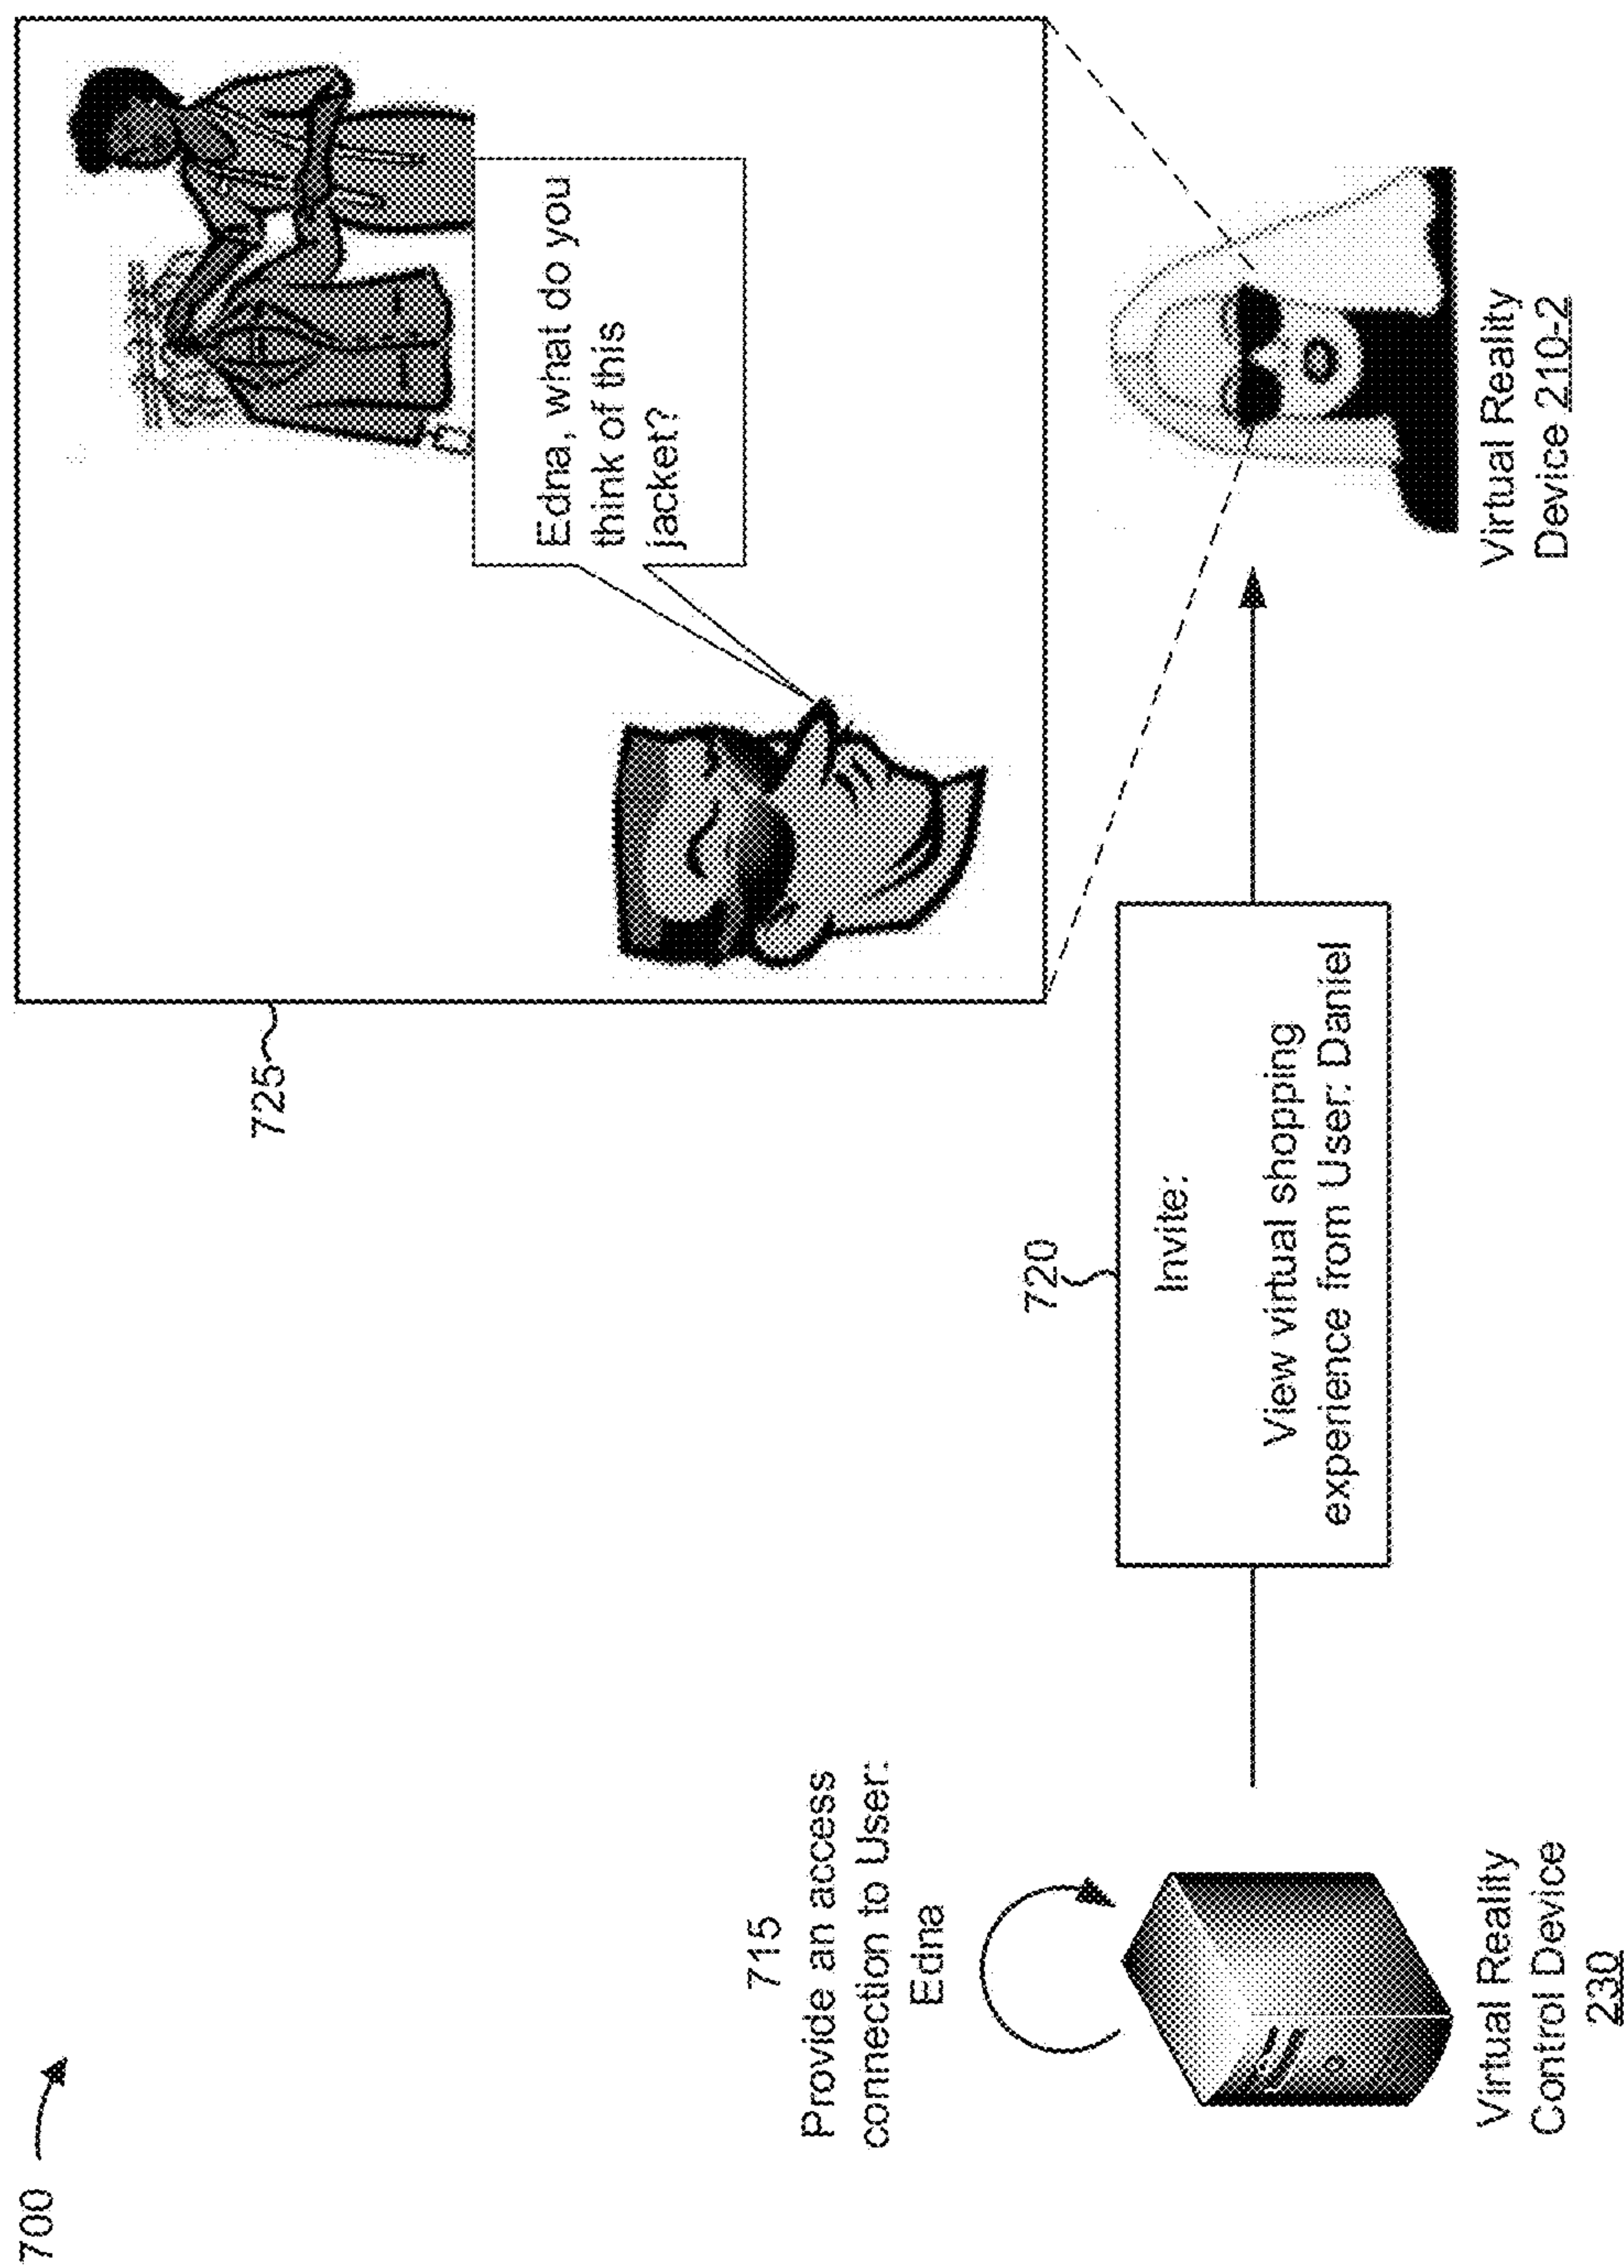 700
715
Provide an access
connection to User:
Edna
Virtual Reality
Control Device
230
720
Invite:
View virtual shopping
experience from User: Daniel
725
Edna, what do you
think of this
jacket?
Virtual Reality
Device 210-2